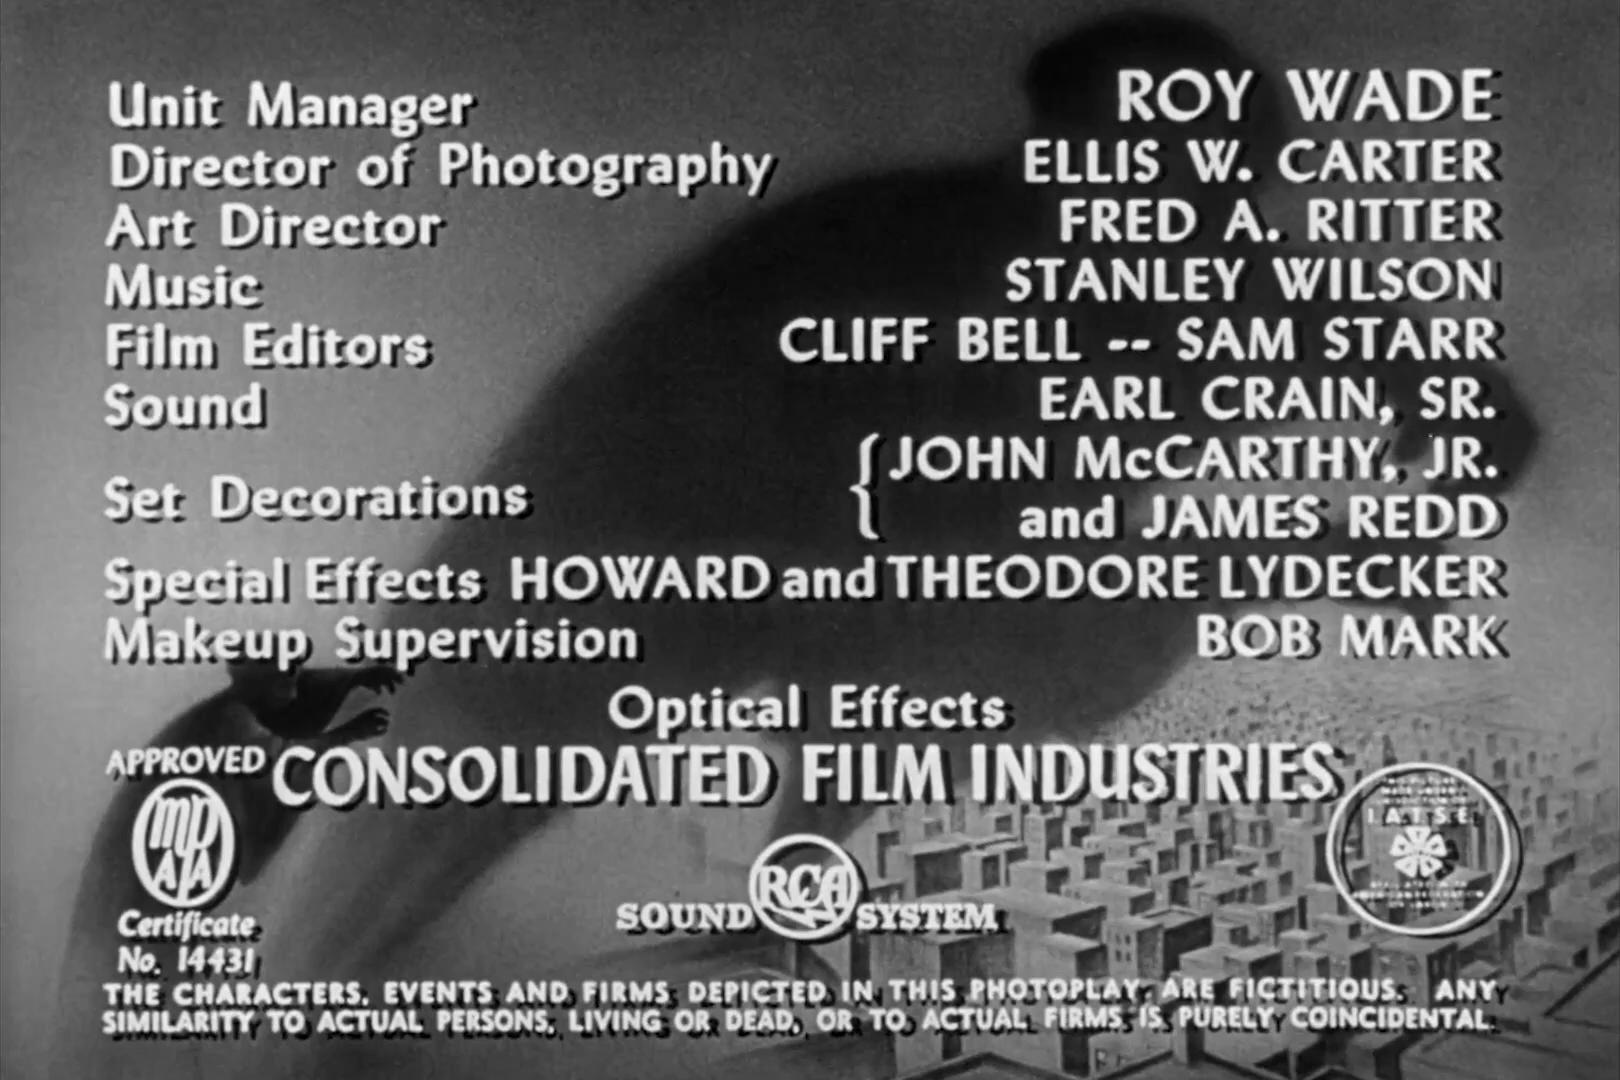 Unit Manager ROY WADE
Director of Photography ELLIS W. CARTER
Art Director FRED A. RITTER
Music STANLEY WILSON
Film Editors CLIFF BELL -- SAM STARR
Sound EARL CRAIN, SR.
Set Decorations { JOHN McCARTHY, JR.
and JAMES REDD
Special Effects HOWARD and THEODORE LYDECKER
Makeup Supervision BOB MARK
Optical Effects
CONSOLIDATED FILM INDUSTRIES
APPROVED
MPAA
Certificate
No. 14431
SOUND RCA SYSTEM
I.A.T.S.E.
THE CHARACTERS, EVENTS AND FIRMS DEPICTED IN THIS PHOTOPLAY ARE FICTITIOUS. ANY
SIMILARITY TO ACTUAL PERSONS, LIVING OR DEAD, OR TO ACTUAL FIRMS IS PURELY COINCIDENTAL.